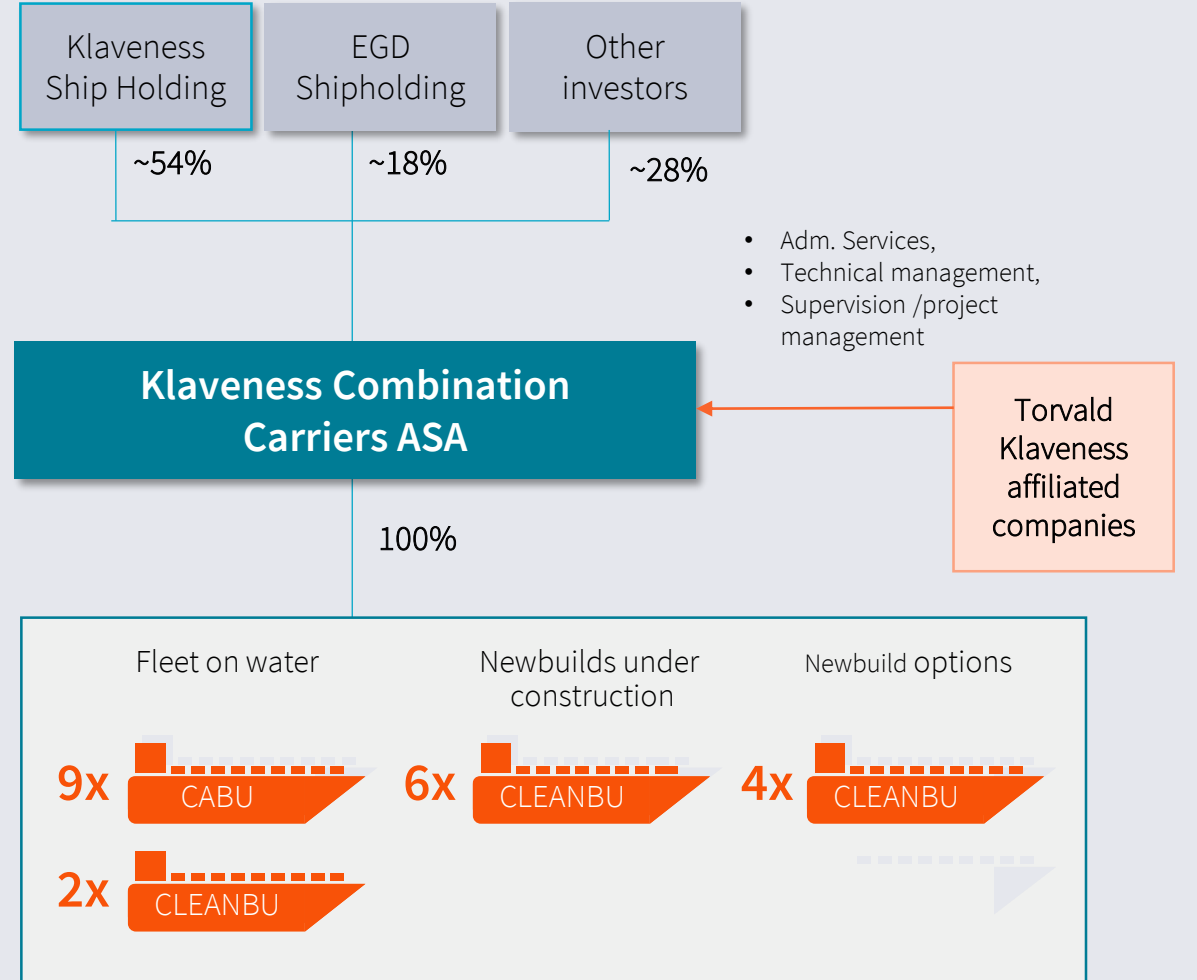 Klaveness
Ship Holding
EGD
Shipholding
Other
investors
~54%
~18%
~28%
• Adm. Services,
• Technical management,
• Supervision /project
management
Klaveness Combination
Carriers ASA
Torvald
Klaveness
affiliated
companies
100%
Fleet on water
Newbuilds under
construction
Newbuild options
9x
CABU
6x
CLEANBU
4x
CLEANBU
2x
CLEANBU